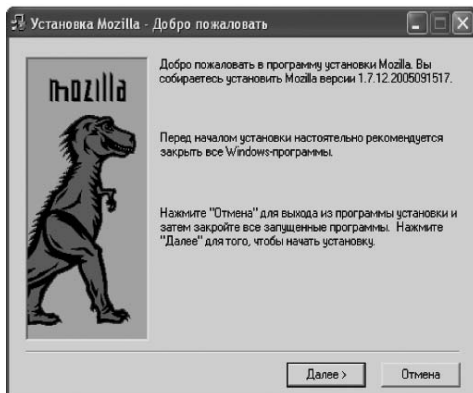 Установка Mozilla - Добро пожаловать
mozilla
Добро пожаловать в программу установки Mozilla. Вы
собираетесь установить Mozilla версии 1.7.12.2005091517.
Перед началом установки настоятельно рекомендуется
закрыть все Windows-программы.
Нажмите "Отмена" для выхода из программы установки и
затем закройте все запущенные программы. Нажмите
"Далее" для того, чтобы начать установку.
Далее >
Отмена